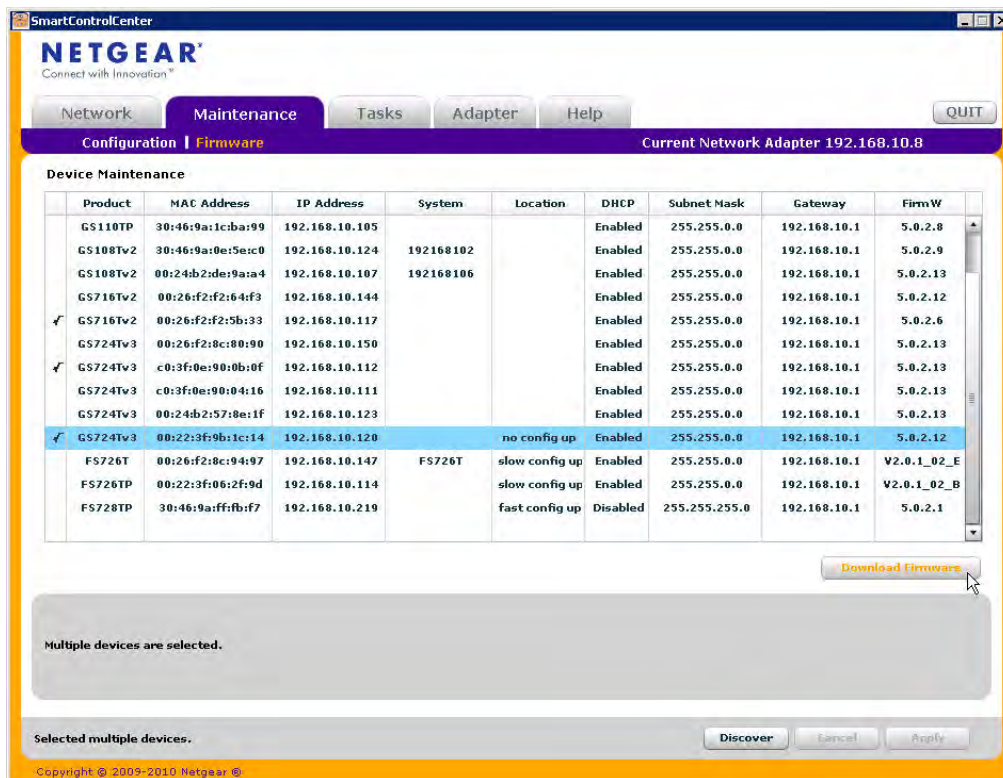 SmartControlCenter
NETGEAR®
Connect with Innovation™
Network Maintenance Tasks Adapter Help QUIT
Configuration | Firmware Current Network Adapter 192.168.10.8
Device Maintenance
Product MAC Address IP Address System Location DHCP Subnet Mask Gateway FirmW
GS110TP 30:46:9a:1c:ba:99 192.168.10.105 Enabled 255.255.0.0 192.168.10.1 5.0.2.8
GS108Tv2 30:46:9a:0e:5e:c0 192.168.10.124 192168102 Enabled 255.255.0.0 192.168.10.1 5.0.2.9
GS108Tv2 00:24:b2:de:9a:a4 192.168.10.107 192168106 Enabled 255.255.0.0 192.168.10.1 5.0.2.13
GS716Tv2 00:26:f2:f2:64:f3 192.168.10.144 Enabled 255.255.0.0 192.168.10.1 5.0.2.12
√ GS716Tv2 00:26:f2:f2:5b:33 192.168.10.117 Enabled 255.255.0.0 192.168.10.1 5.0.2.6
GS724Tv3 00:26:f2:8c:80:90 192.168.10.150 Enabled 255.255.0.0 192.168.10.1 5.0.2.13
√ GS724Tv3 c0:3f:0e:90:0b:0f 192.168.10.112 Enabled 255.255.0.0 192.168.10.1 5.0.2.13
GS724Tv3 c0:3f:0e:90:04:16 192.168.10.111 Enabled 255.255.0.0 192.168.10.1 5.0.2.13
GS724Tv3 00:24:b2:57:8e:1f 192.168.10.123 Enabled 255.255.0.0 192.168.10.1 5.0.2.13
√ GS724Tv3 00:22:3f:9b:1c:14 192.168.10.120 no config up Enabled 255.255.0.0 192.168.10.1 5.0.2.12
FS726T 00:26:f2:8c:94:97 192.168.10.147 FS726T slow config up Enabled 255.255.0.0 192.168.10.1 V2.0.1_02_E
FS726TP 00:22:3f:06:2f:9d 192.168.10.114 slow config up Enabled 255.255.0.0 192.168.10.1 V2.0.1_02_B
FS728TP 30:46:9a:ff:fb:f7 192.168.10.219 fast config up Disabled 255.255.255.0 192.168.10.1 5.0.2.1
Download Firmware
Multiple devices are selected.
Selected multiple devices. Discover Cancel Apply
Copyright © 2009-2010 Netgear ®